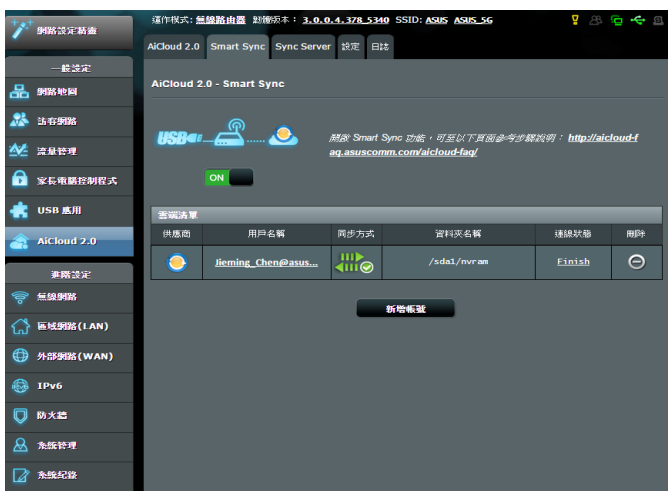 運作模式: 無線路由器 韌體版本: 3.0.0.4.378_5340 SSID: ASUS ASUS_5G
網路設定精靈
AiCloud 2.0 Smart Sync Sync Server 設定 日誌
一般設定
網路地圖
訪客網路
流量管理
家長電腦控制程式
USB 應用
AiCloud 2.0
進階設定
無線網路
區域網路(LAN)
外部網路(WAN)
IPv6
防火牆
系統管理
系統紀錄
AiCloud 2.0 - Smart Sync
USB
開啟 Smart Sync 功能，可至以下頁面參考步驟說明： http://aicloud-f
aq.asuscomm.com/aicloud-faq/
ON
雲端清單
供應商 用戶名稱 同步方式 資料夾名稱 連線狀態 刪除
Jieming_Chen@asus... /sda1/nvram Finish
新增帳號